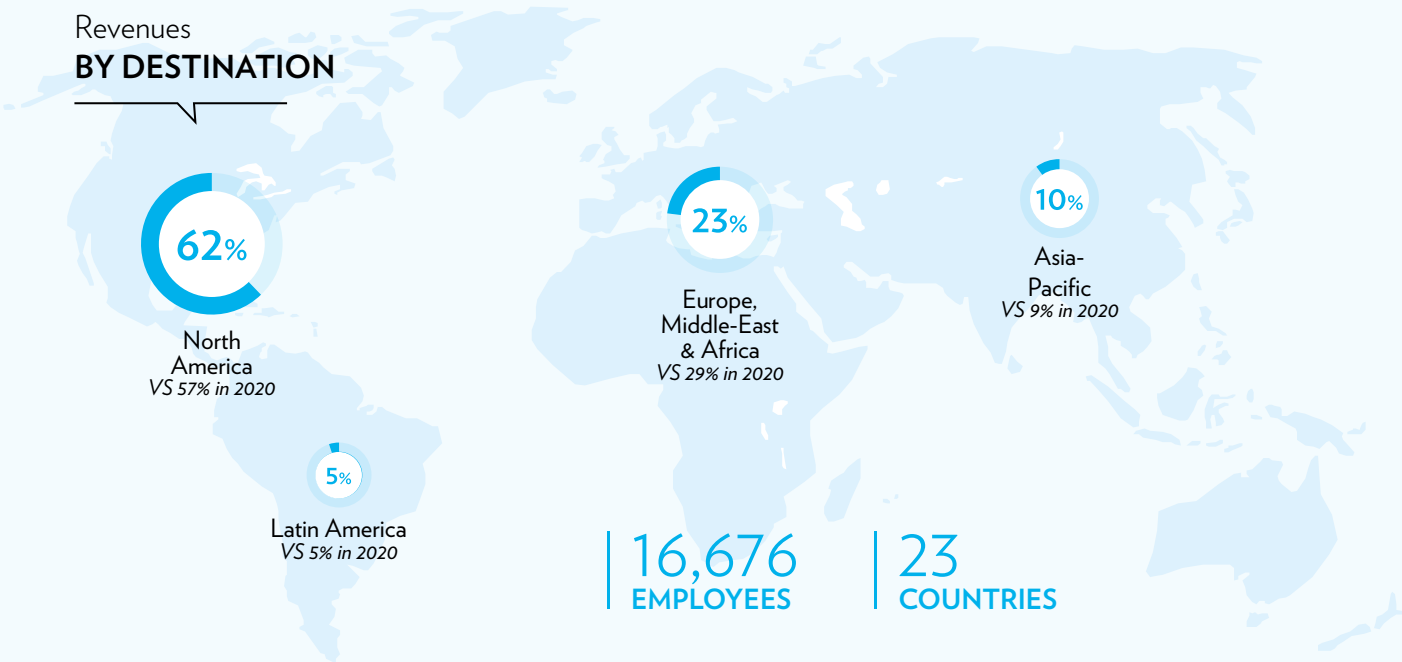 Revenues
BY DESTINATION
62%
North
America
VS 57% in 2020
5%
Latin America
VS 5% in 2020
23%
Europe,
Middle-East
& Africa
VS 29% in 2020
10%
Asia-
Pacific
VS 9% in 2020
16,676
EMPLOYEES
23
COUNTRIES